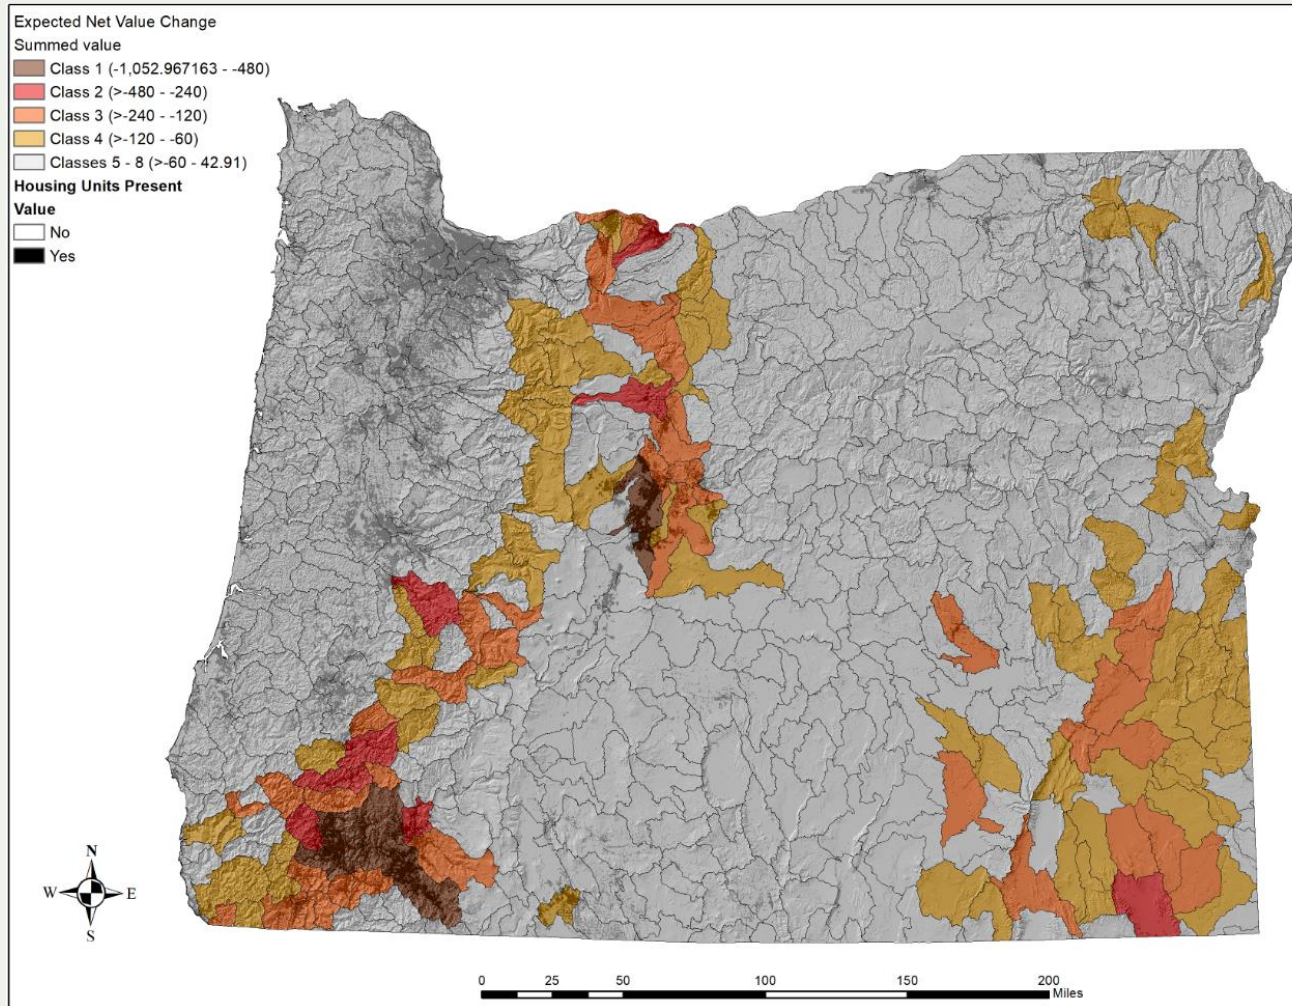 Expected Net Value Change
Summed value
Class 1 (-1,052.967163 - -480)
Class 2 (>-480 - -240)
Class 3 (>-240 - -120)
Class 4 (>-120 - -60)
Classes 5 - 8 (>-60 - 42.91)
Housing Units Present
Value
No
Yes
N
W E
S
0 25 50 100 150 200
Miles